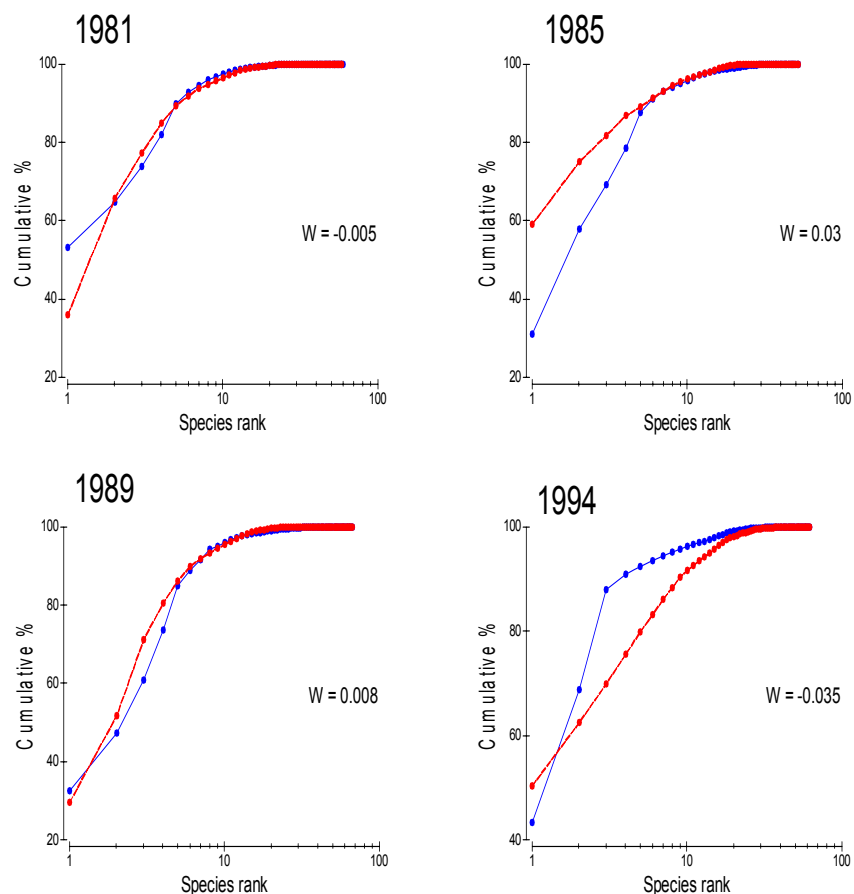 1981
Cumulative %
100
80
60
40
20
W = -0.005
1
10
100
Species rank
1985
Cumulative %
100
80
60
40
20
W = 0.03
1
10
100
Species rank
1989
Cumulative %
100
80
60
40
20
W = 0.008
1
10
100
Species rank
1994
Cumulative %
100
80
60
40
W = -0.035
1
10
100
Species rank